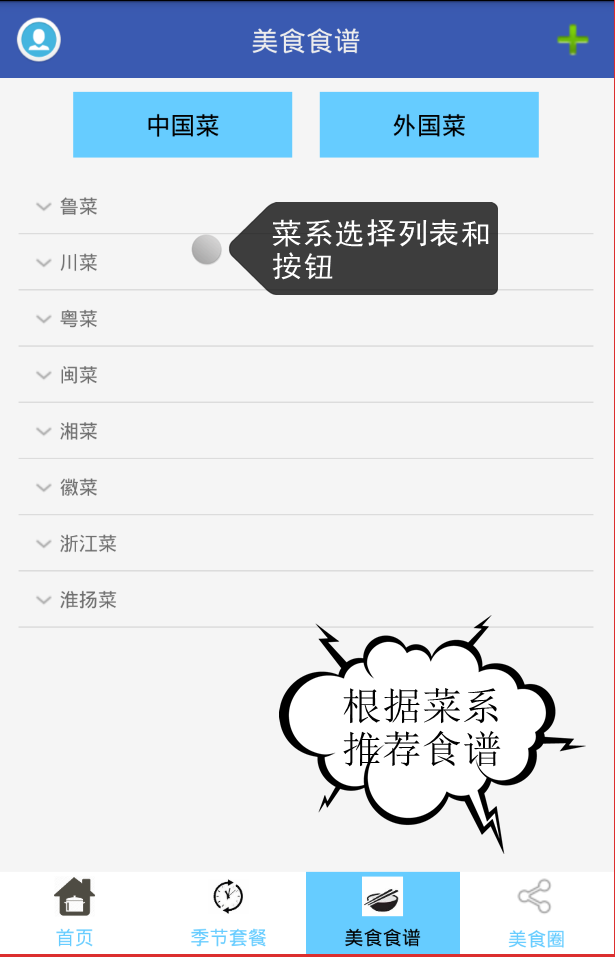 美食食谱
中国菜
外国菜
鲁菜
菜系选择列表和
按钮
川菜
粤菜
闽菜
湘菜
徽菜
浙江菜
淮扬菜
根据菜系
推荐食谱
首页
季节套餐
美食食谱
美食圈